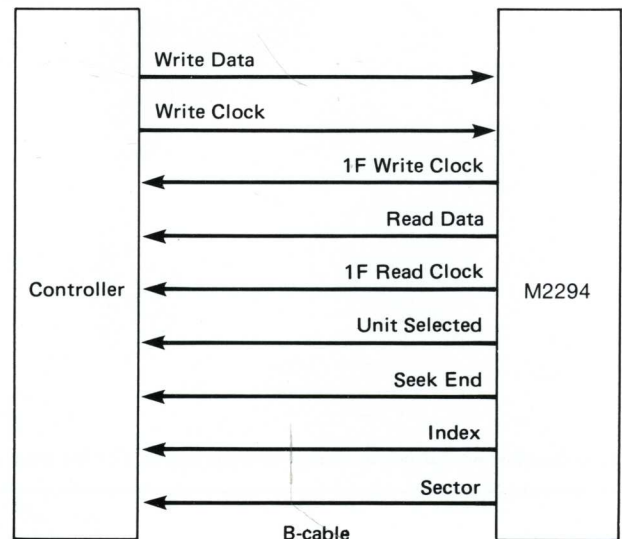 Write Data
Write Clock
1F Write Clock
Read Data
1F Read Clock
Controller
M2294
Unit Selected
Seek End
Index
Sector
B-cable